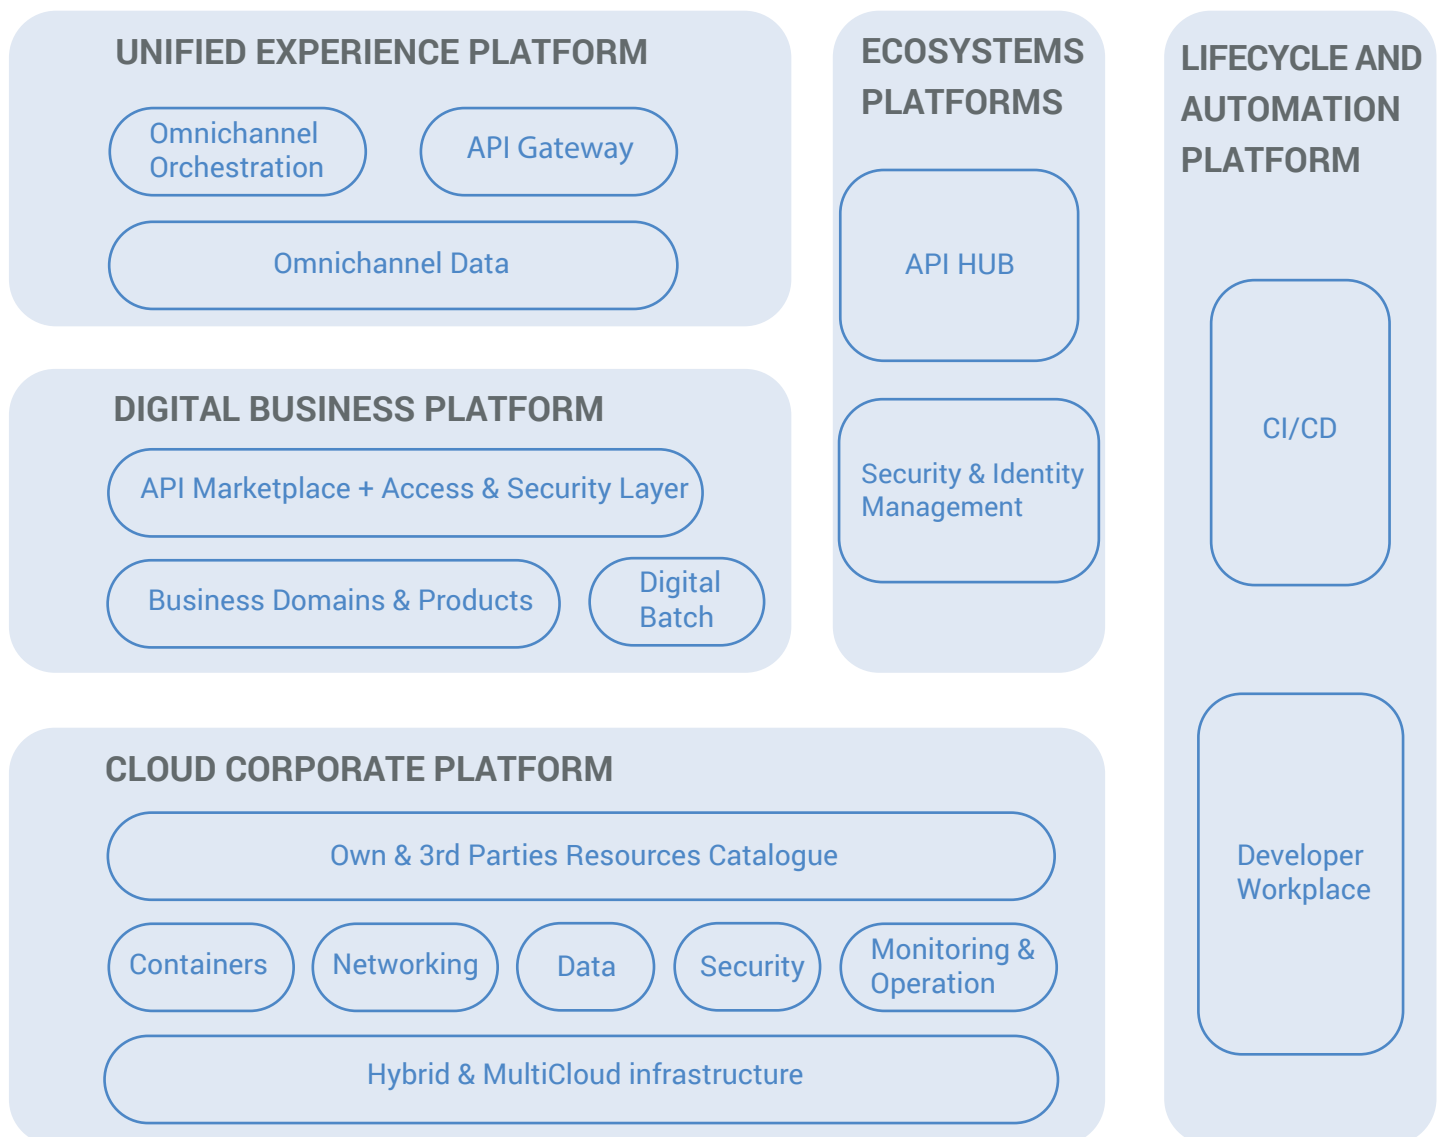 UNIFIED EXPERIENCE PLATFORM
Omnichannel
Orchestration
API Gateway
Omnichannel Data
DIGITAL BUSINESS PLATFORM
API Marketplace + Access & Security Layer
Business Domains & Products
Digital
Batch
ECOSYSTEMS
PLATFORMS
API HUB
Security & Identity
Management
CLOUD CORPORATE PLATFORM
Own & 3rd Parties Resources Catalogue
Containers
Networking
Data
Security
Monitoring &
Operation
Hybrid & MultiCloud infrastructure
LIFECYCLE AND
AUTOMATION
PLATFORM
CI/CD
Developer
Workplace